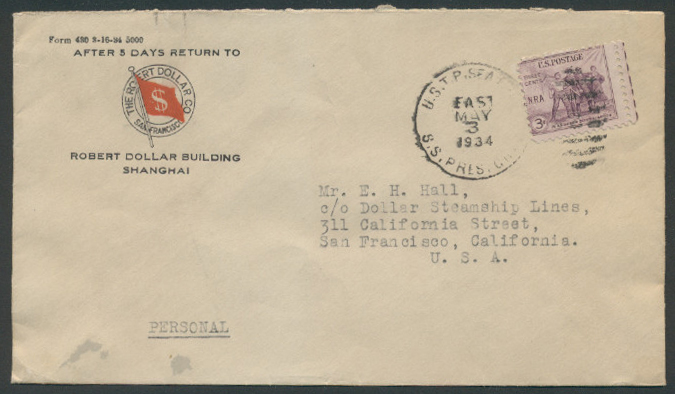 Form 480 8-16-94 5000
AFTER 5 DAYS RETURN TO
THE ROBERT DOLLAR CO
$
SAN FRANCISCO
ROBERT DOLLAR BUILDING
SHANGHAI
U.S.T.P. SEA
EAST
MAY
3
1934
S.S. PRES.
U.S. POSTAGE
NRA
3¢
Mr. E. H. Hall,
c/o Dollar Steamship Lines,
311 California Street,
San Francisco, California.
U. S. A.
PERSONAL